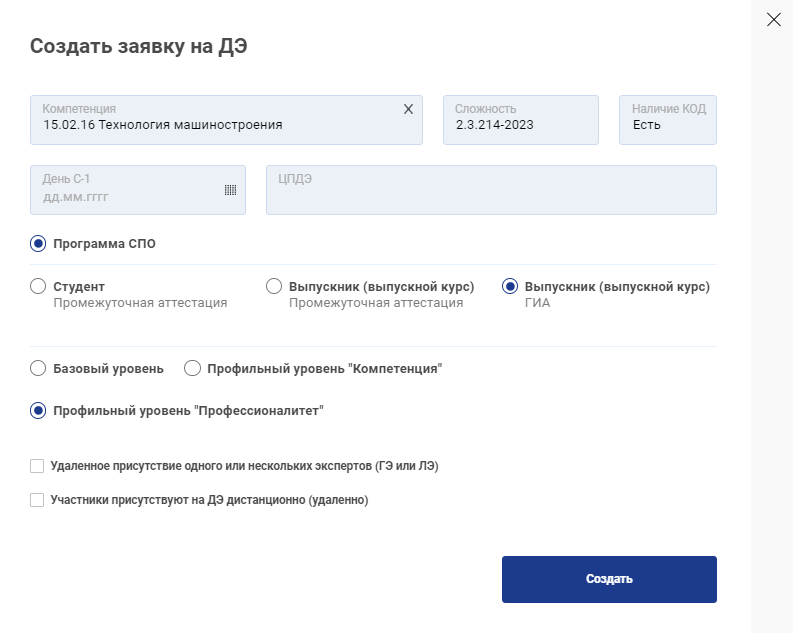 Создать заявку на ДЭ
Компетенция
15.02.16 Технология машиностроения
Сложность
2.3.214-2023
Наличие КОД
Есть
День C-1
дд.мм.гггг
ЦПДЭ
Программа СПО
Студент
Промежуточная аттестация
Выпускник (выпускной курс)
Промежуточная аттестация
Выпускник (выпускной курс)
ГИА
Базовый уровень
Профильный уровень "Компетенция"
Профильный уровень "Профессионалитет"
Удаленное присутствие одного или нескольких экспертов (ГЭ или ЛЭ)
Участники присутствуют на ДЭ дистанционно (удаленно)
Создать